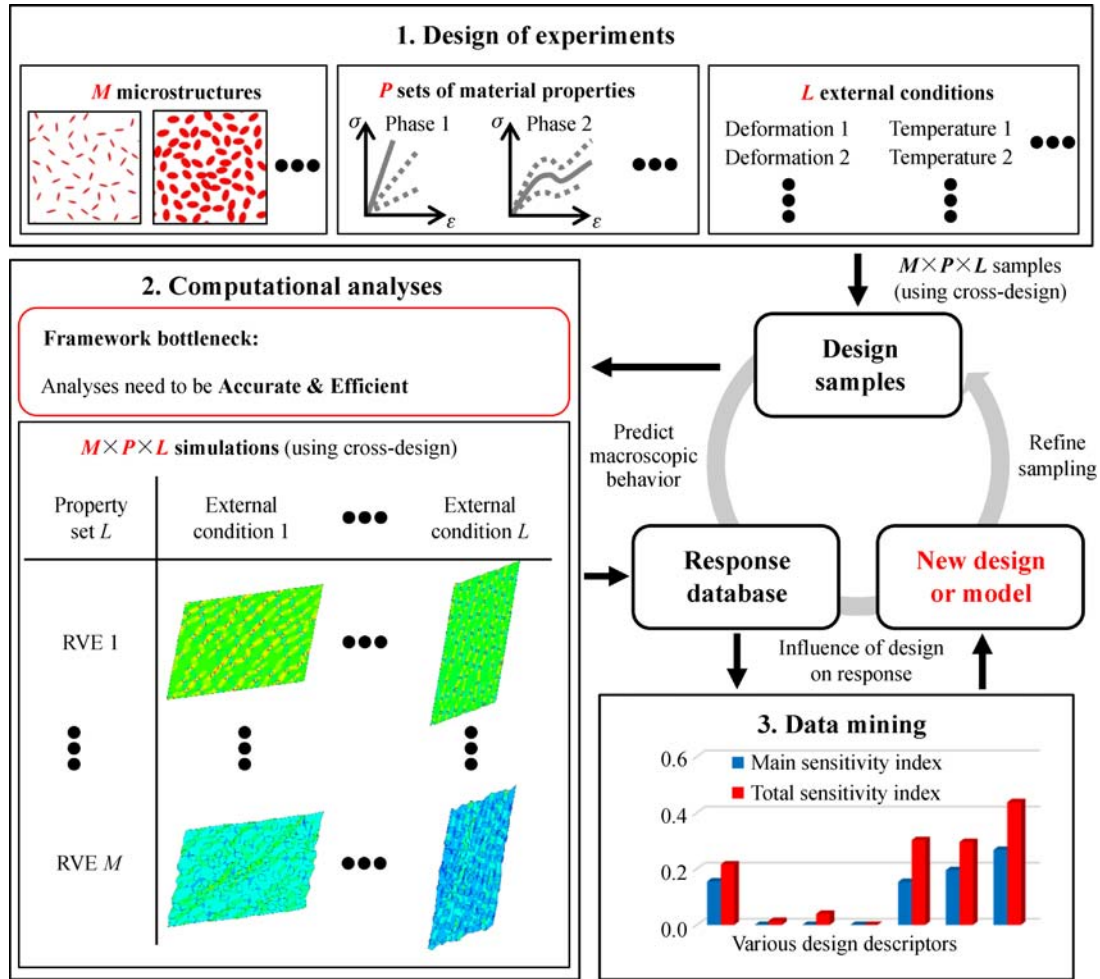 1. Design of experiments
M microstructures
P sets of material properties
σ
Phase 1
ε
σ
Phase 2
ε
L external conditions
Deformation 1
Temperature 1
Deformation 2
Temperature 2
M×P×L samples
(using cross-design)
2. Computational analyses
Framework bottleneck:
Analyses need to be Accurate & Efficient
M×P×L simulations (using cross-design)
Property
set L
External
condition 1
External
condition L
RVE 1
RVE M
Design
samples
Predict
macroscopic
behavior
Refine
sampling
Response
database
New design
or model
Influence of design
on response
3. Data mining
Main sensitivity index
Total sensitivity index
0.6
0.4
0.2
0.0
Various design descriptors